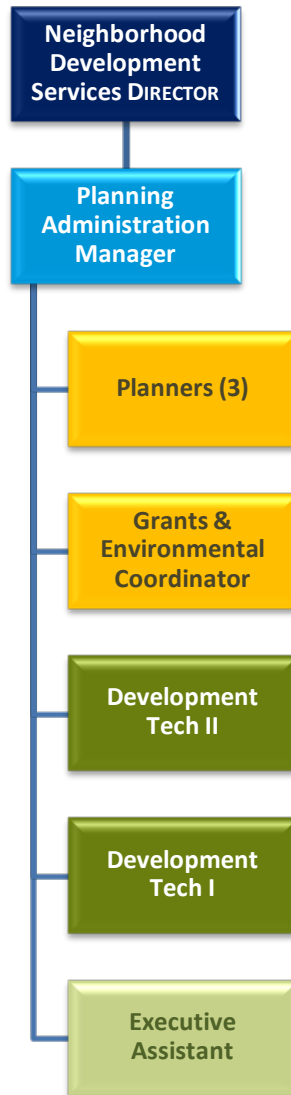 Neighborhood
Development
Services DIRECTOR
Planning
Administration
Manager
Planners (3)
Grants &
Environmental
Coordinator
Development
Tech II
Development
Tech I
Executive
Assistant